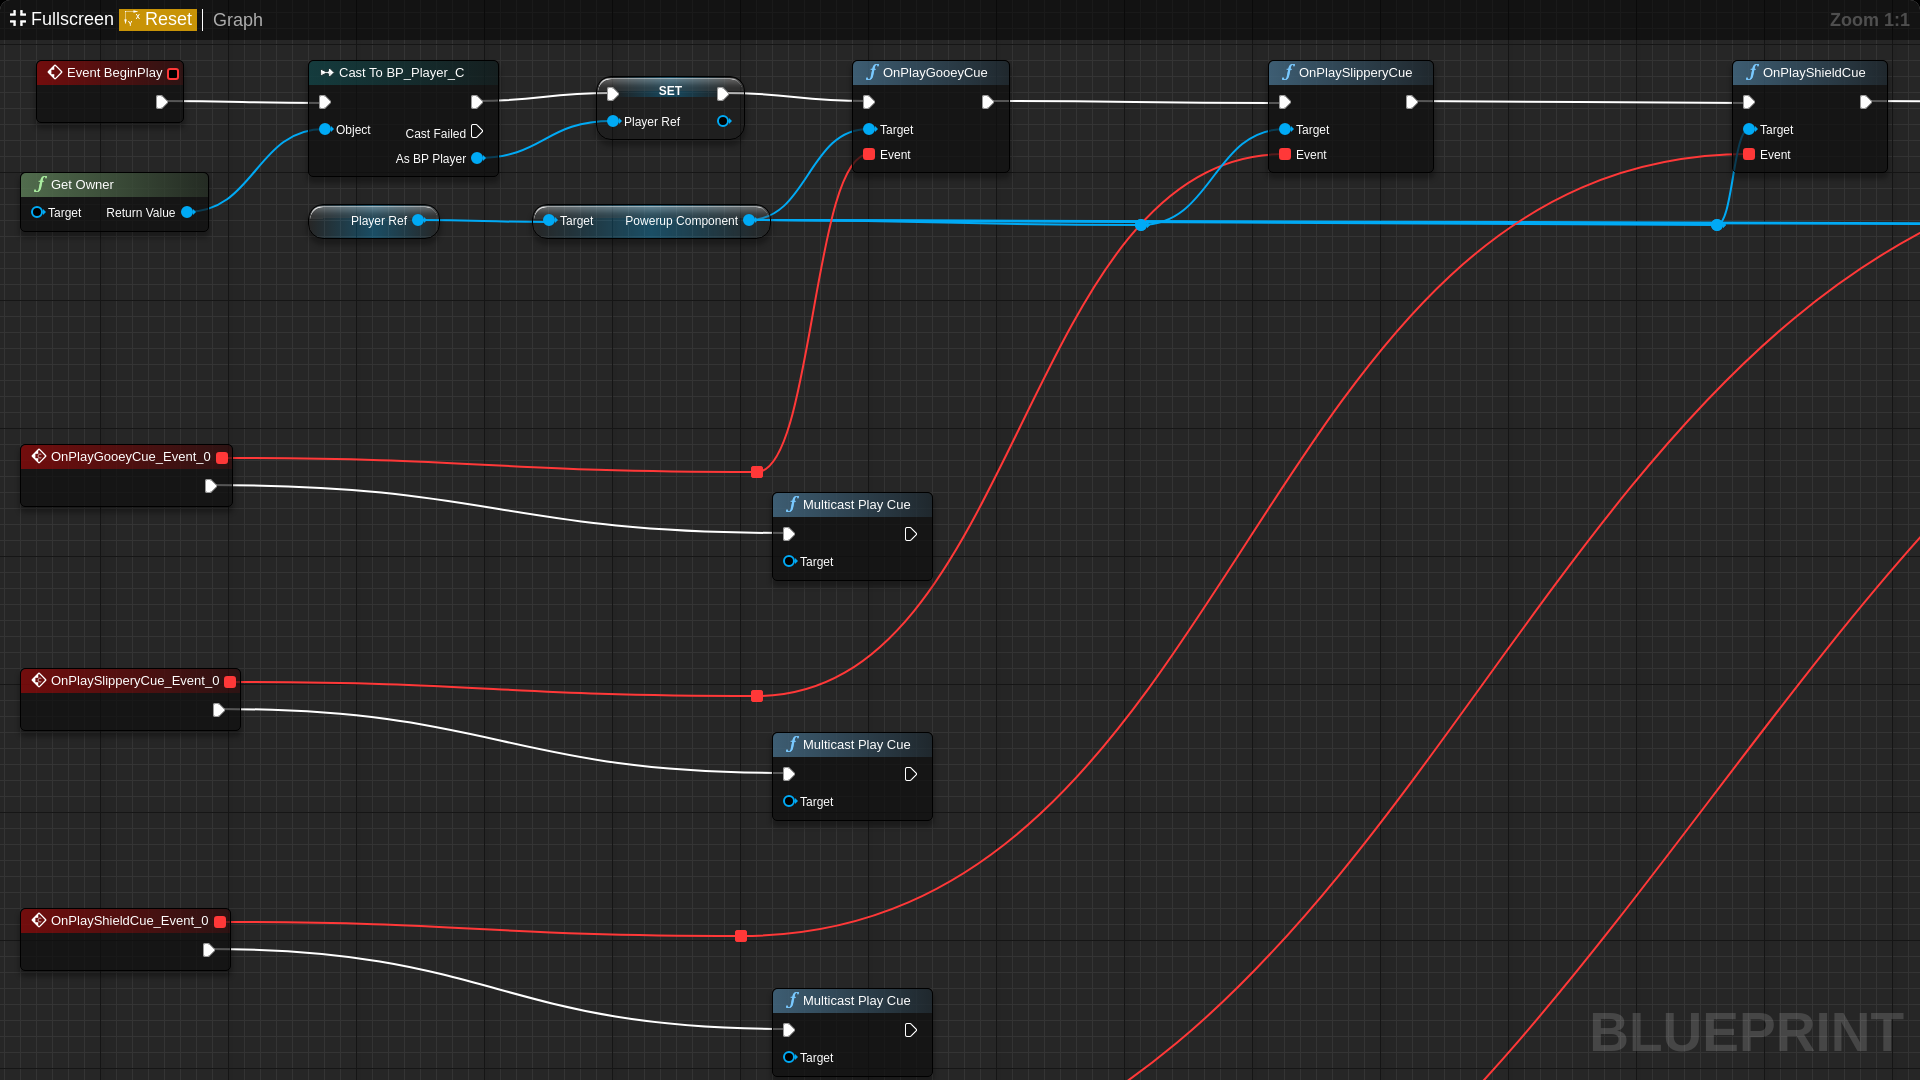 Fullscreen Reset Graph
Zoom 1:1
Event BeginPlay
Cast To BP_Player_C
Object
Cast Failed
As BP Player
SET
Player Ref
OnPlayGooeyCue
Target
Event
OnPlaySlipperyCue
Target
Event
OnPlayShieldCue
Target
Event
Get Owner
Target Return Value
Player Ref
Target Powerup Component
OnPlayGooeyCue_Event_0
Multicast Play Cue
Target
OnPlaySlipperyCue_Event_0
Multicast Play Cue
Target
OnPlayShieldCue_Event_0
Multicast Play Cue
Target
BLUEPRINT